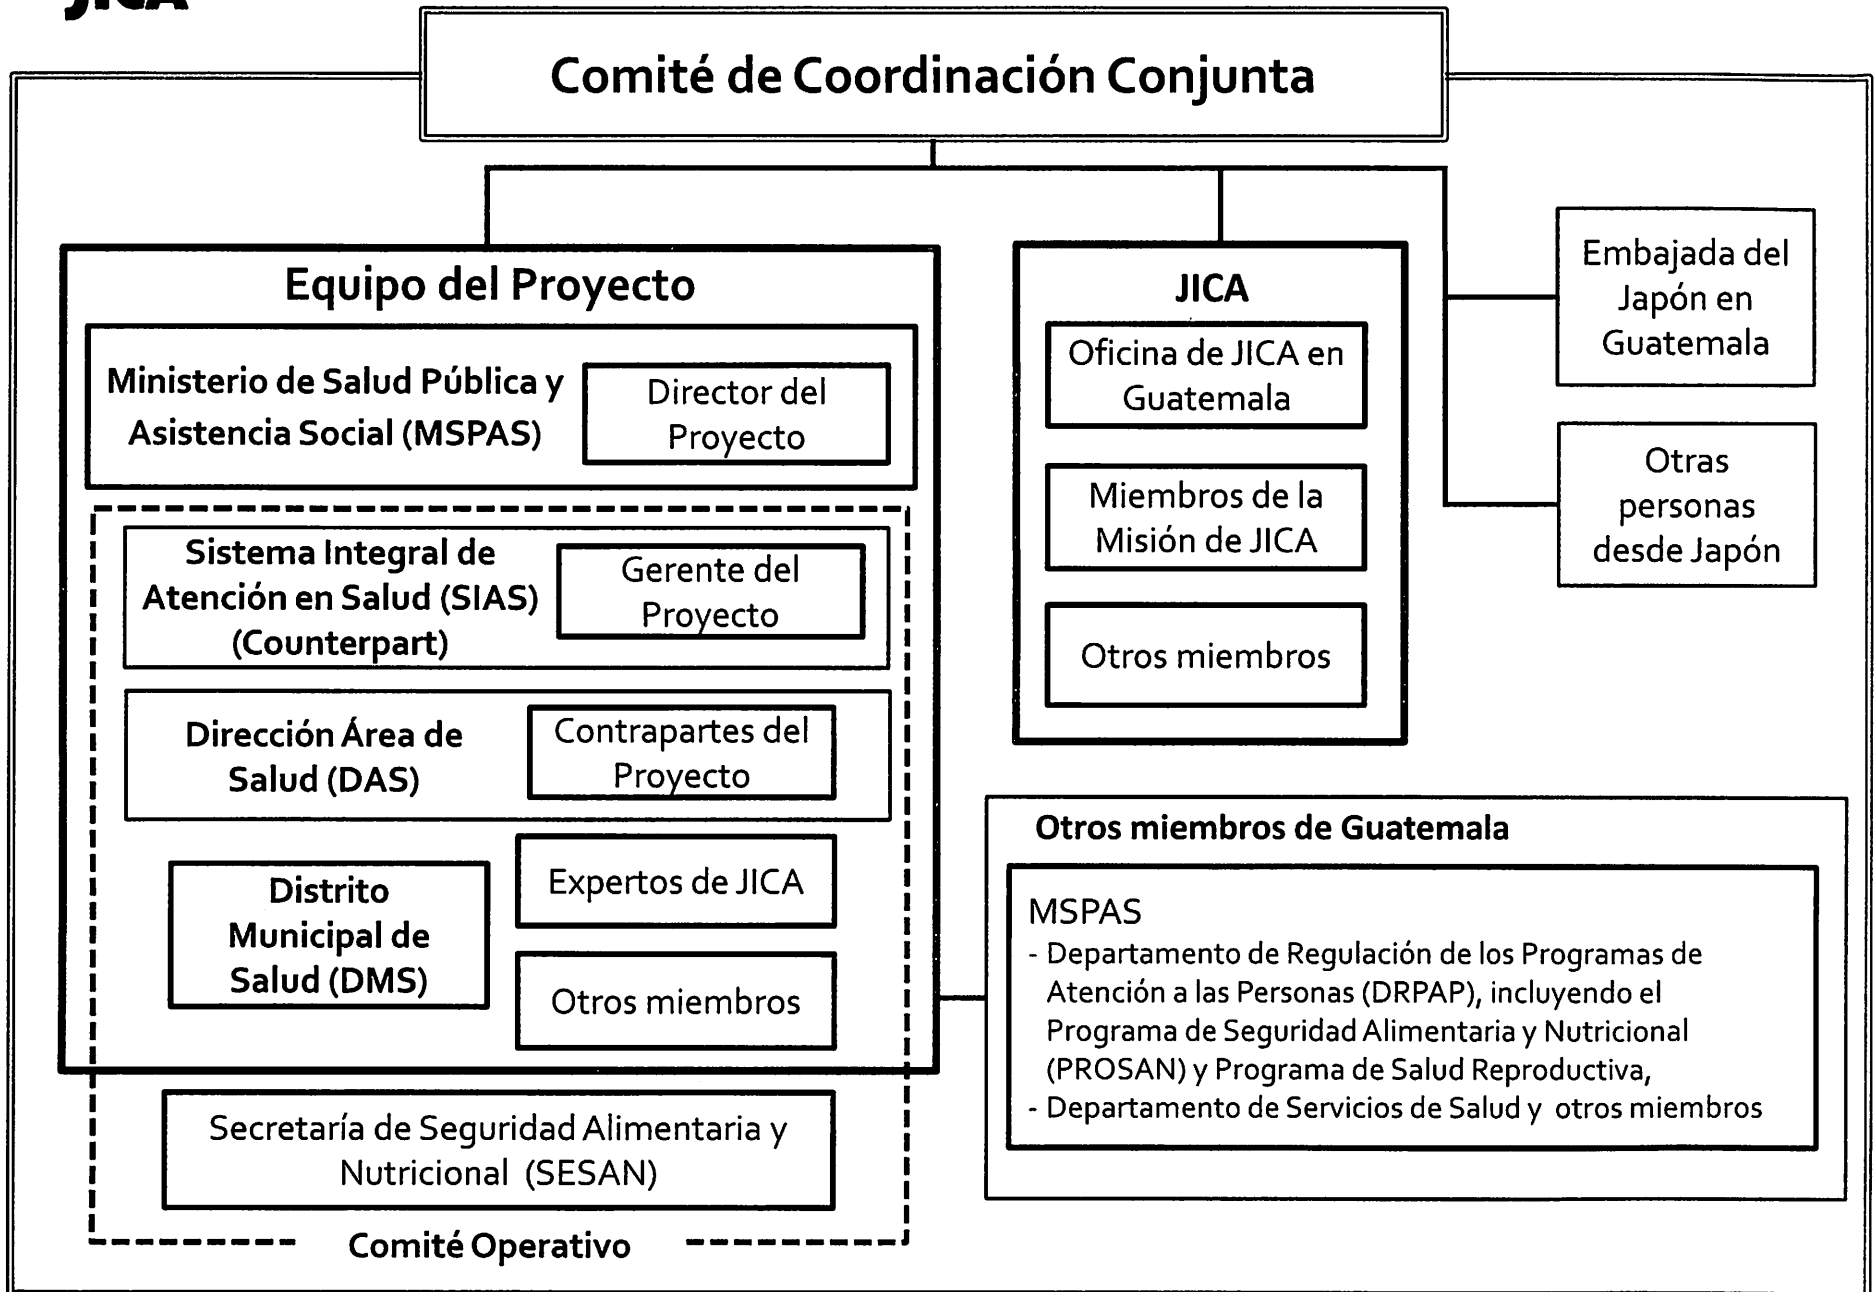 JICA
Comité de Coordinación Conjunta
Equipo del Proyecto
Ministerio de Salud Pública y
Asistencia Social (MSPAS)
Director del
Proyecto
Sistema Integral de
Atención en Salud (SIAS)
(Counterpart)
Gerente del
Proyecto
Dirección Área de
Salud (DAS)
Contrapartes del
Proyecto
Distrito
Municipal de
Salud (DMS)
Expertos de JICA
Otros miembros
Secretaría de Seguridad Alimentaria y
Nutricional (SESAN)
Comité Operativo
JICA
Oficina de JICA en
Guatemala
Miembros de la
Misión de JICA
Otros miembros
Embajada del
Japón en
Guatemala
Otras
personas
desde Japón
Otros miembros de Guatemala
MSPAS
- Departamento de Regulación de los Programas de
Atención a las Personas (DRPAP), incluyendo el
Programa de Seguridad Alimentaria y Nutricional
(PROSAN) y Programa de Salud Reproductiva,
- Departamento de Servicios de Salud y otros miembros